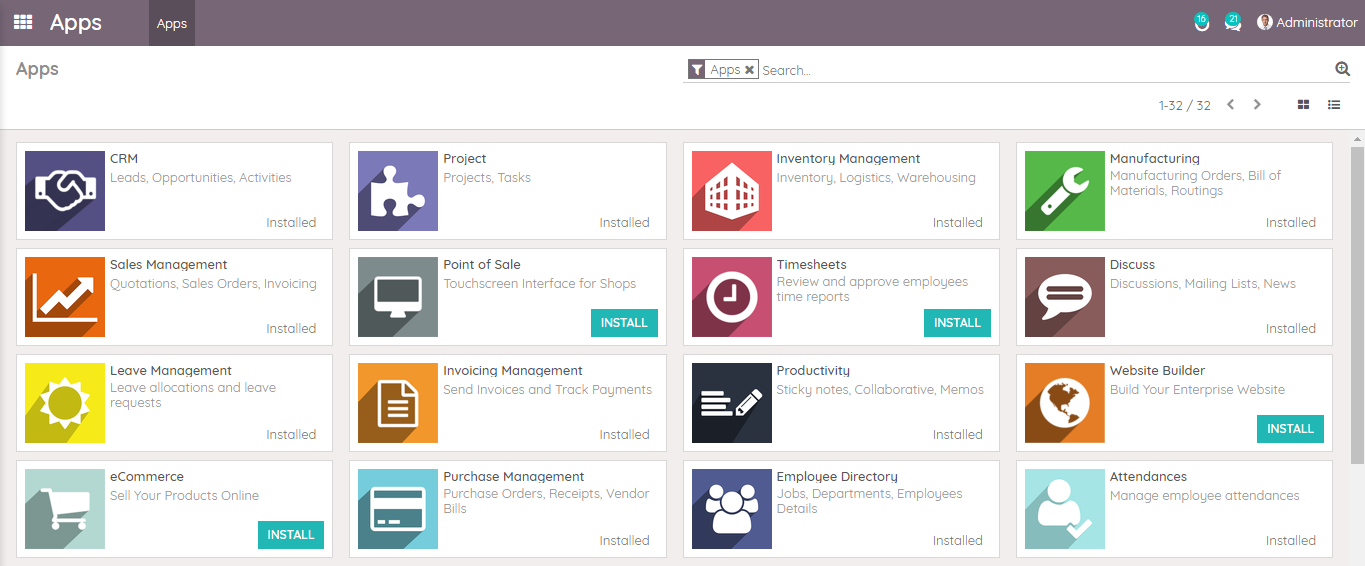 Apps
Apps
16
21
Administrator
Apps
Apps
Search...
1-32 / 32
CRM
Leads, Opportunities, Activities
Installed
Project
Projects, Tasks
Installed
Inventory Management
Inventory, Logistics, Warehousing
Installed
Manufacturing
Manufacturing Orders, Bill of
Materials, Routings
Installed
Sales Management
Quotations, Sales Orders, Invoicing
Installed
Point of Sale
Touchscreen Interface for Shops
INSTALL
Timesheets
Review and approve employees
time reports
INSTALL
Discuss
Discussions, Mailing Lists, News
Installed
Leave Management
Leave allocations and leave
requests
Installed
Invoicing Management
Send Invoices and Track Payments
Installed
Productivity
Sticky notes, Collaborative, Memos
Installed
Website Builder
Build Your Enterprise Website
INSTALL
eCommerce
Sell Your Products Online
INSTALL
Purchase Management
Purchase Orders, Receipts, Vendor
Bills
Installed
Employee Directory
Jobs, Departments, Employees
Details
Installed
Attendances
Manage employee attendances
Installed